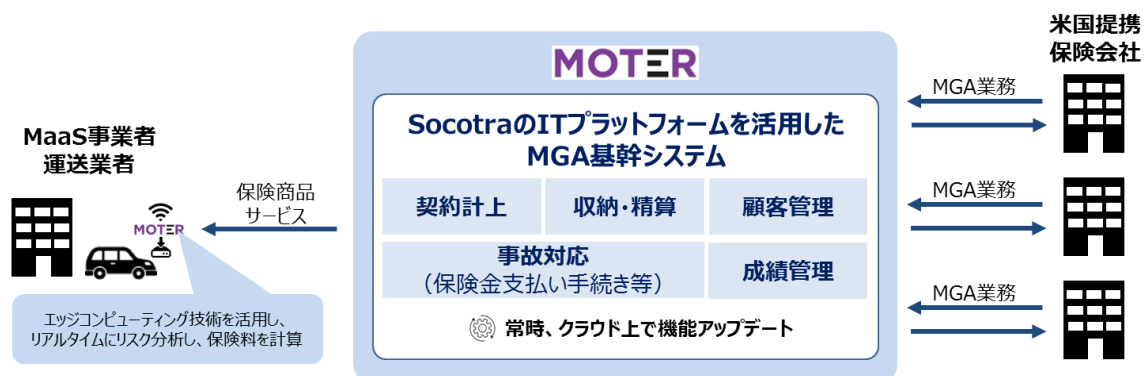 MaaS事業者
運送業者
MOTER
保険商品
サービス
エッジコンピューティング技術を活用し、
リアルタイムにリスク分析し、保険料を計算
MOTER
SocotraのITプラットフォームを活用した
MGA基幹システム
契約計上
収納・精算
顧客管理
事故対応
（保険金支払い手続き等）
成績管理
常時、クラウド上で機能アップデート
米国提携
保険会社
MGA業務
MGA業務
MGA業務